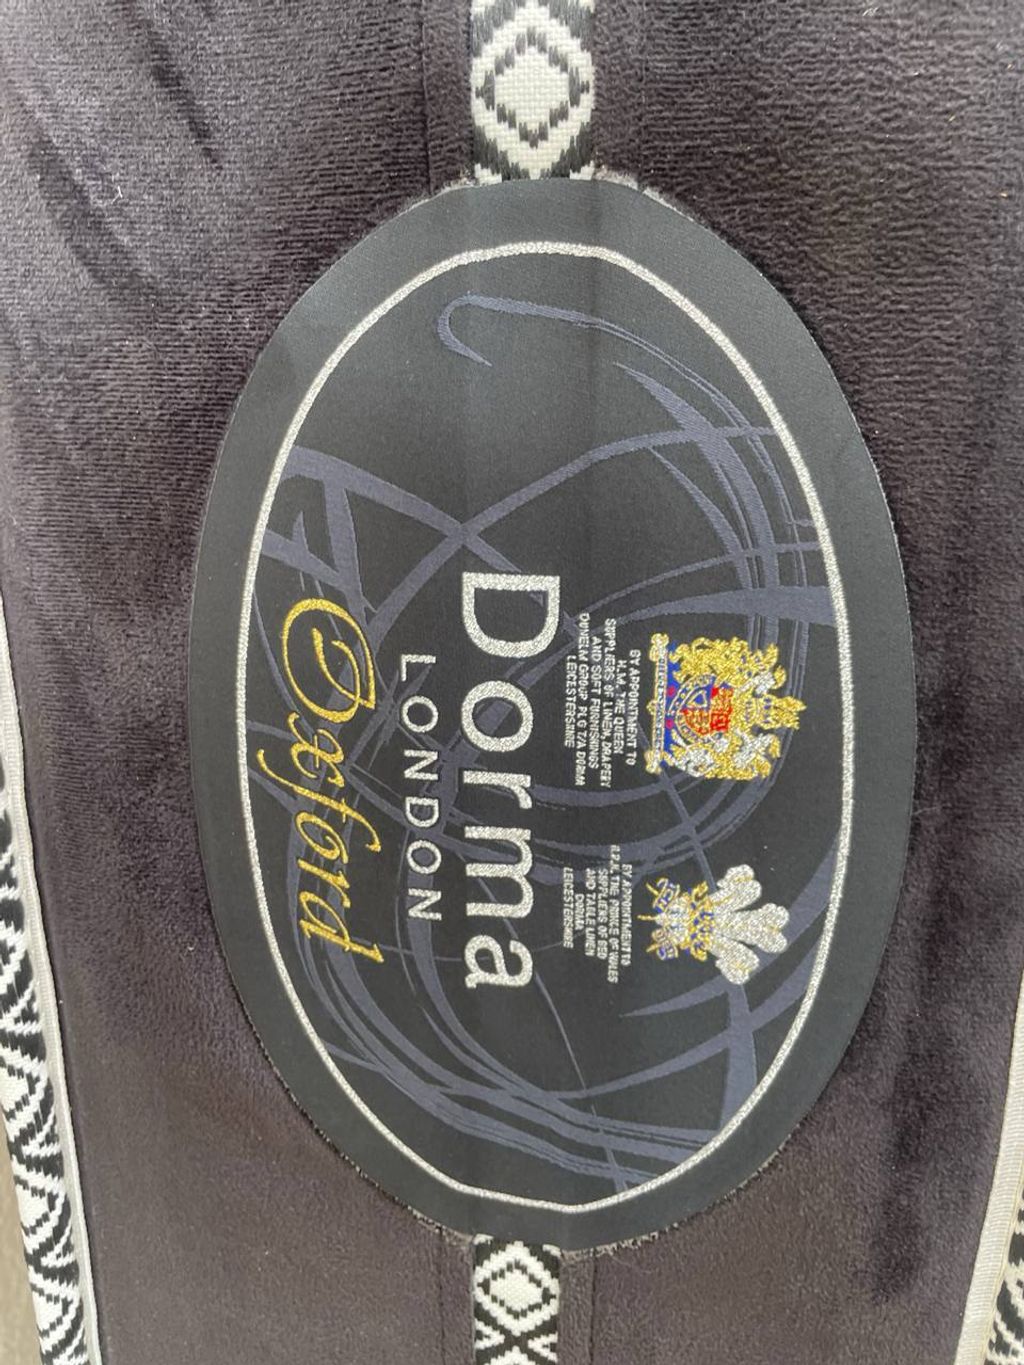 BY APPOINTMENT TO
H.M. THE QUEEN
SUPPLIERS OF LINEN, DRAPERY
AND SOFT FURNISHINGS
DUNELM GROUP PLC T/A DORMA
LEICESTERSHIRE
BY APPOINTMENT TO
H.R.H. THE PRINCE OF WALES
SUPPLIERS OF BED
AND TABLE LINEN
DORMA
LEICESTERSHIRE
Dorma
LONDON
Oxford